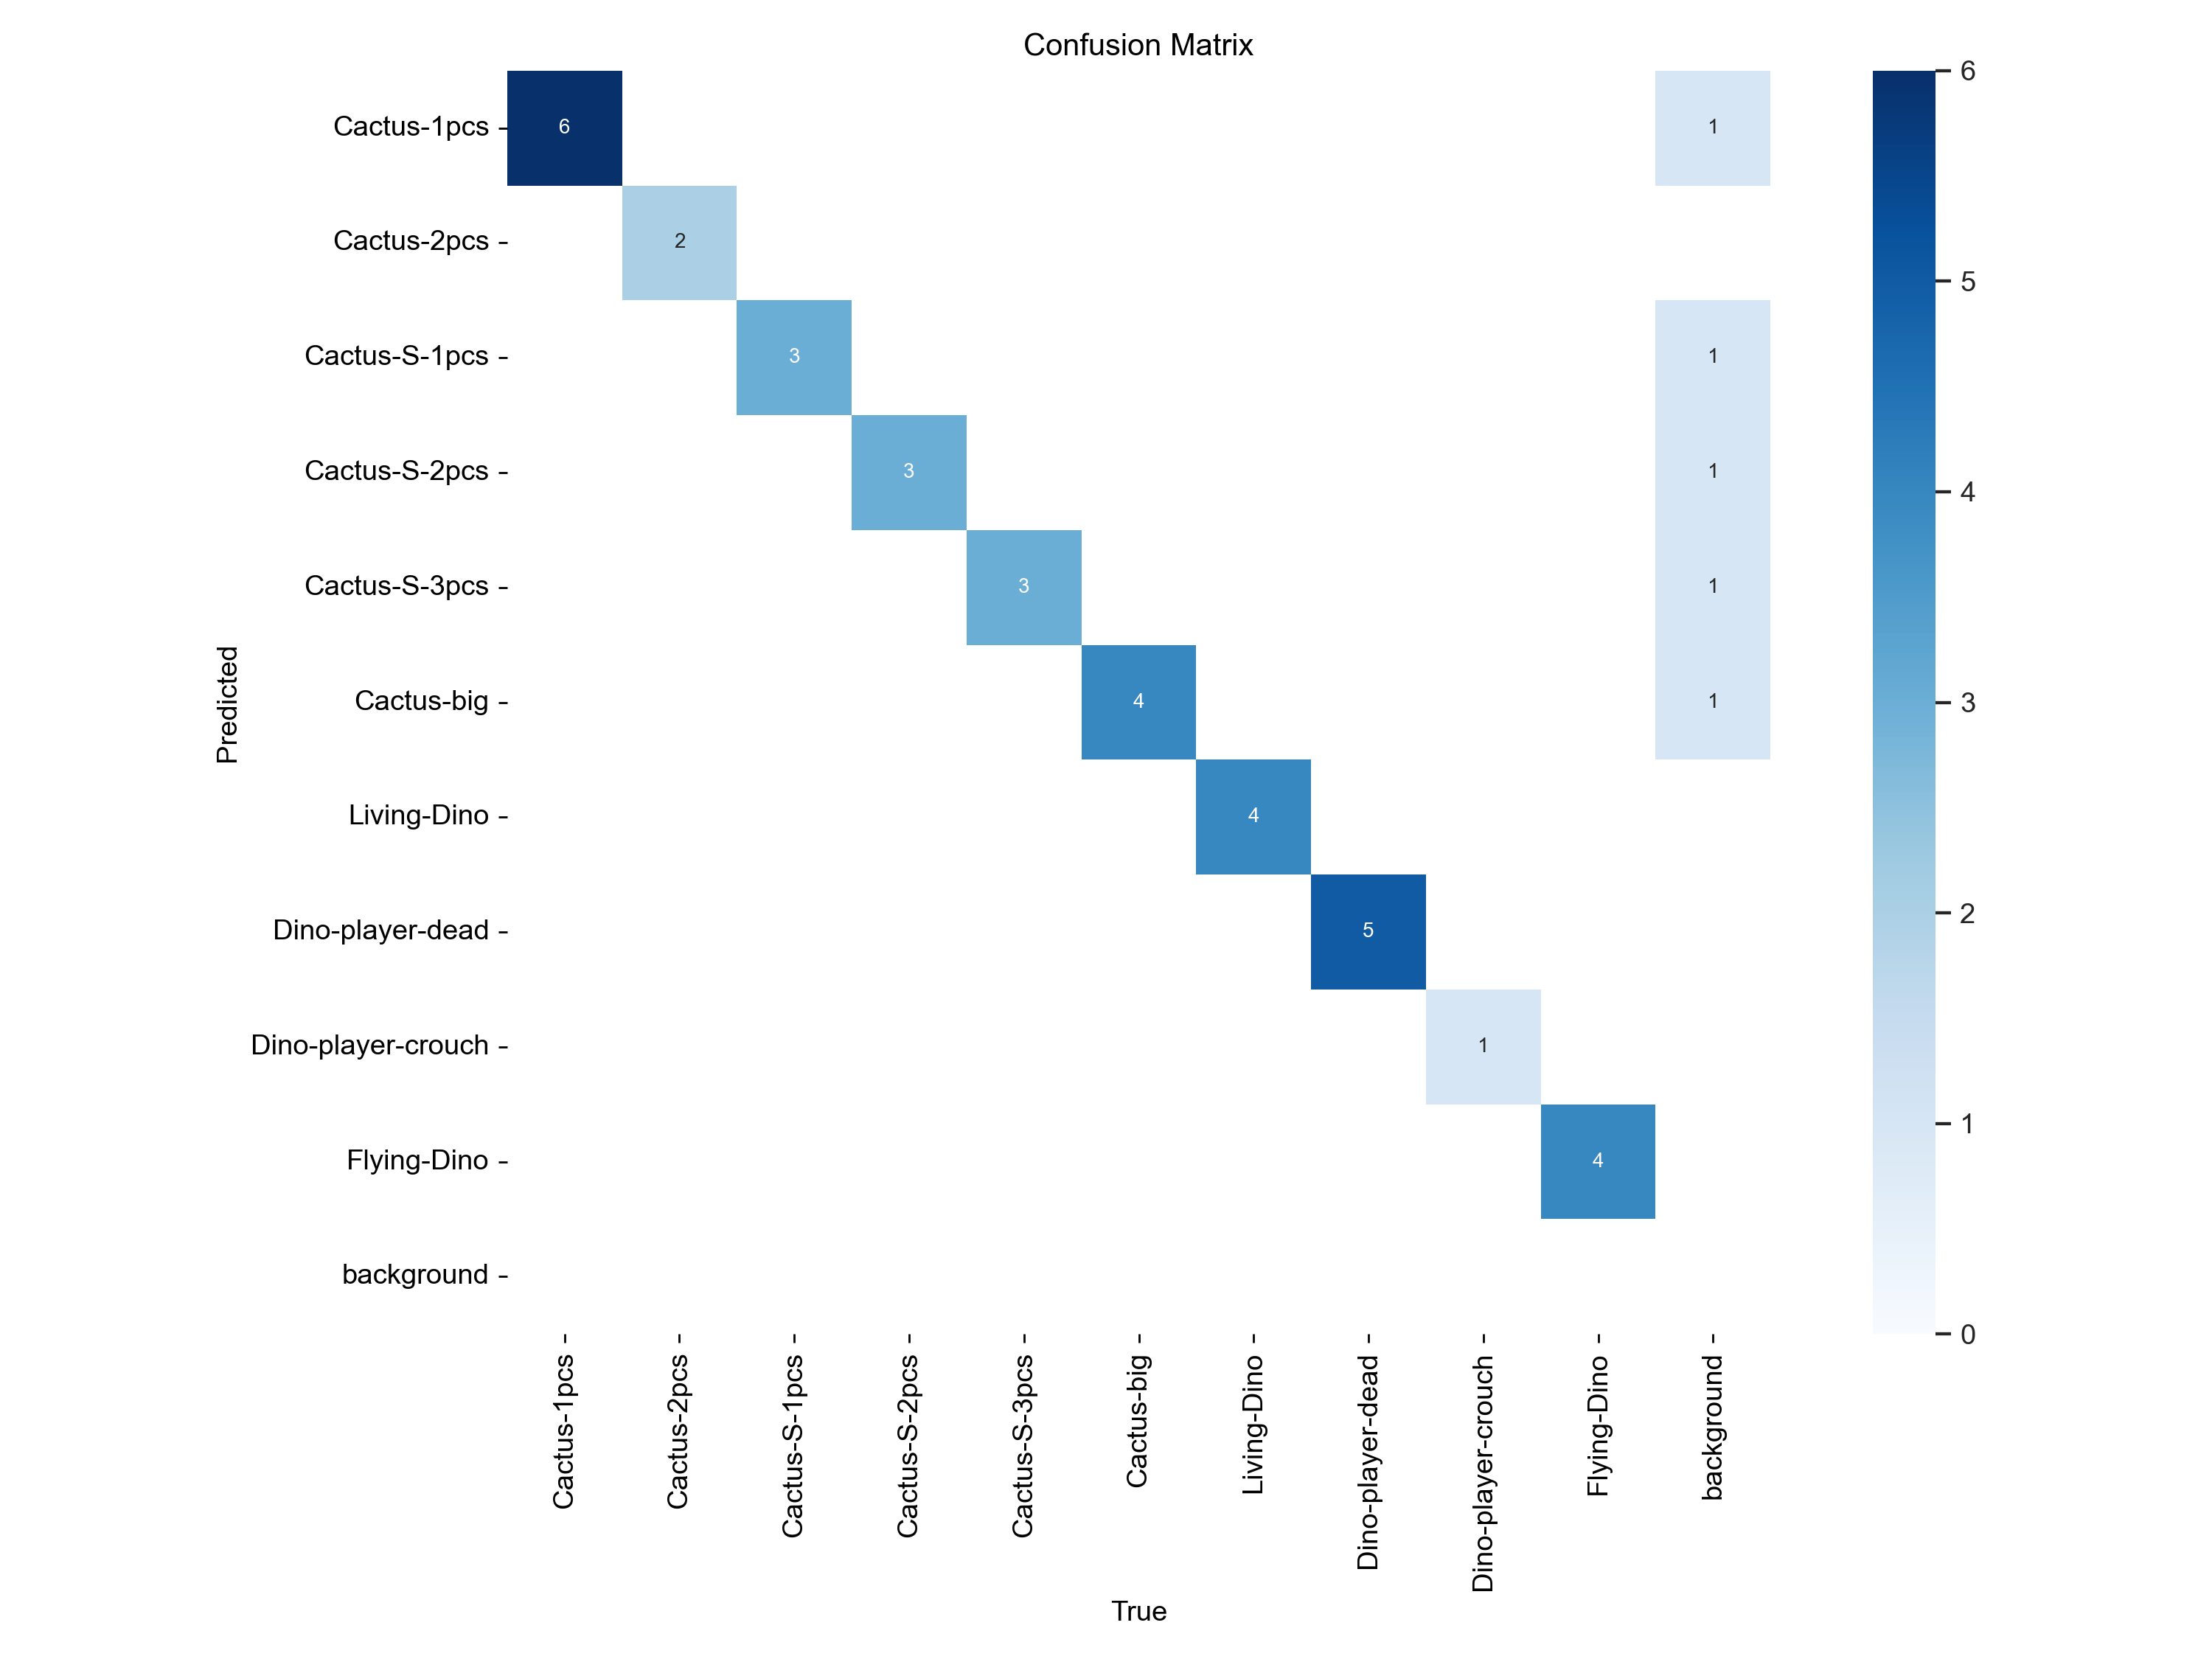 Confusion Matrix
Cactus-1pcs 6 1
Cactus-2pcs 2
Cactus-S-1pcs 3 1
Cactus-S-2pcs 3 1
Cactus-S-3pcs 3 1
Cactus-big 4 1
Living-Dino 4
Dino-player-dead 5
Dino-player-crouch 1
Flying-Dino 4
background
Predicted
Cactus-1pcs
Cactus-2pcs
Cactus-S-1pcs
Cactus-S-2pcs
Cactus-S-3pcs
Cactus-big
Living-Dino
Dino-player-dead
Dino-player-crouch
Flying-Dino
background
True
6
5
4
3
2
1
0